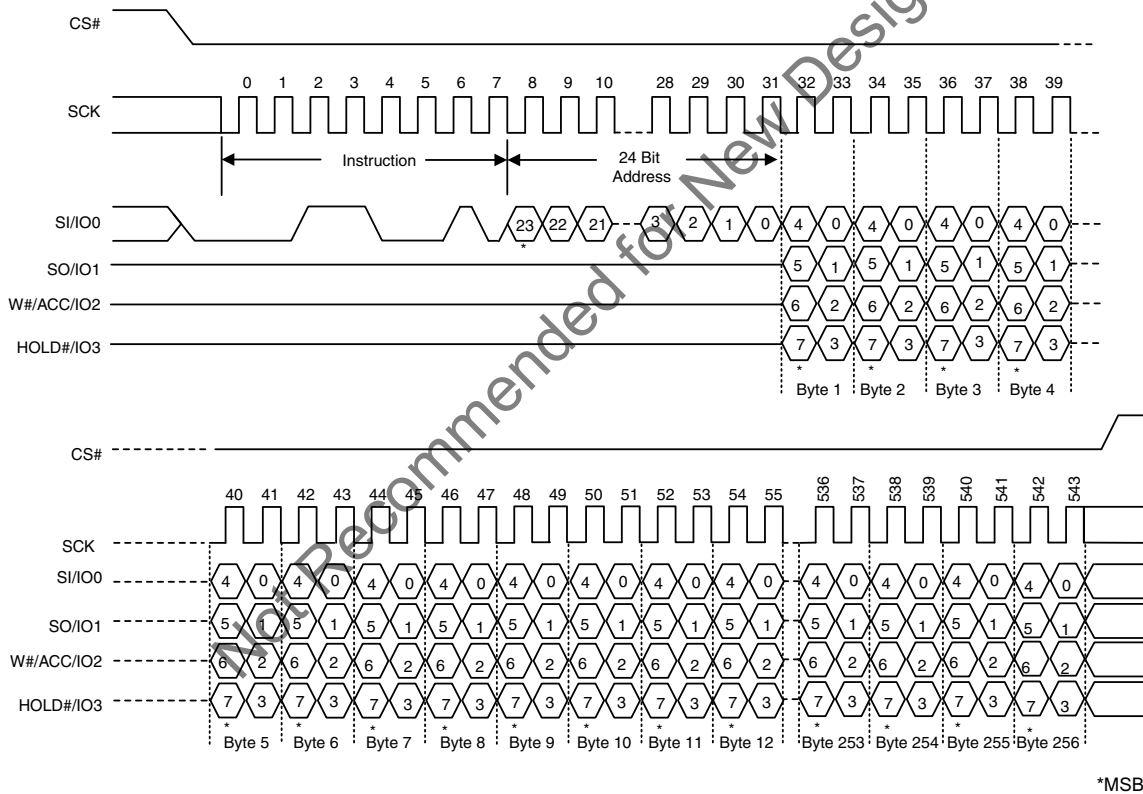 CS#
0 1 2 3 4 5 6 7 8 9 10 28 29 30 31 32 33 34 35 36 37 38 39
SCK
Instruction
24 Bit
Address
SI/IO0 23 22 21 3 2 1 0 4 0 4 0 4 0 4 0
*
SO/IO1 5 1 5 1 5 1 5 1
W#/ACC/IO2 6 2 6 2 6 2 6 2
HOLD#/IO3 7 3 7 3 7 3 7 3
* * * *
Byte 1 Byte 2 Byte 3 Byte 4
CS#
40 41 42 43 44 45 46 47 48 49 50 51 52 53 54 55 536 537 538 539 540 541 542 543
SCK
SI/IO0 4 0 4 0 4 0 4 0 4 0 4 0 4 0 4 0 4 0 4 0 4 0 4 0
SO/IO1 5 1 5 1 5 1 5 1 5 1 5 1 5 1 5 1 5 1 5 1 5 1 5 1
W#/ACC/IO2 6 2 6 2 6 2 6 2 6 2 6 2 6 2 6 2 6 2 6 2 6 2 6 2
HOLD#/IO3 7 3 7 3 7 3 7 3 7 3 7 3 7 3 7 3 7 3 7 3 7 3 7 3
* * * * * * * * * * * *
Byte 5 Byte 6 Byte 7 Byte 8 Byte 9 Byte 10 Byte 11 Byte 12 Byte 253 Byte 254 Byte 255 Byte 256
*MSB
Not Recommended for New Desig